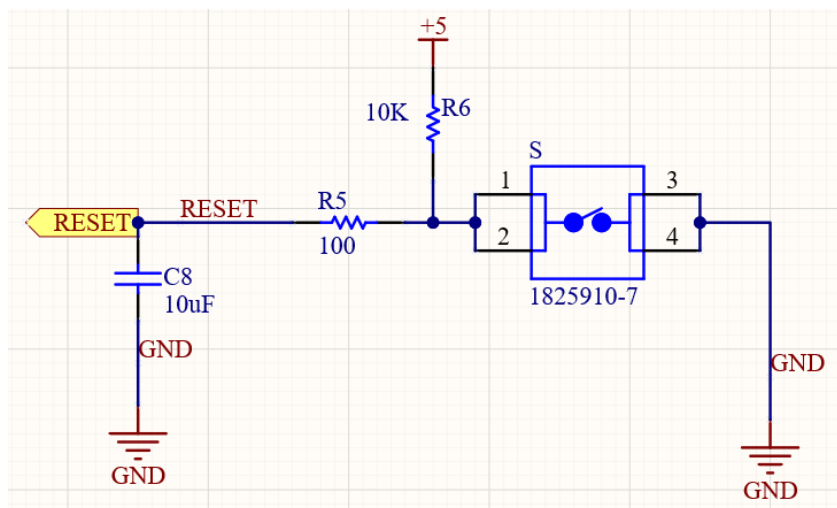 +5
10K
R6
S
1
3
RESET
RESET
R5
100
2
4
C8
10uF
1825910-7
GND
GND
GND
GND